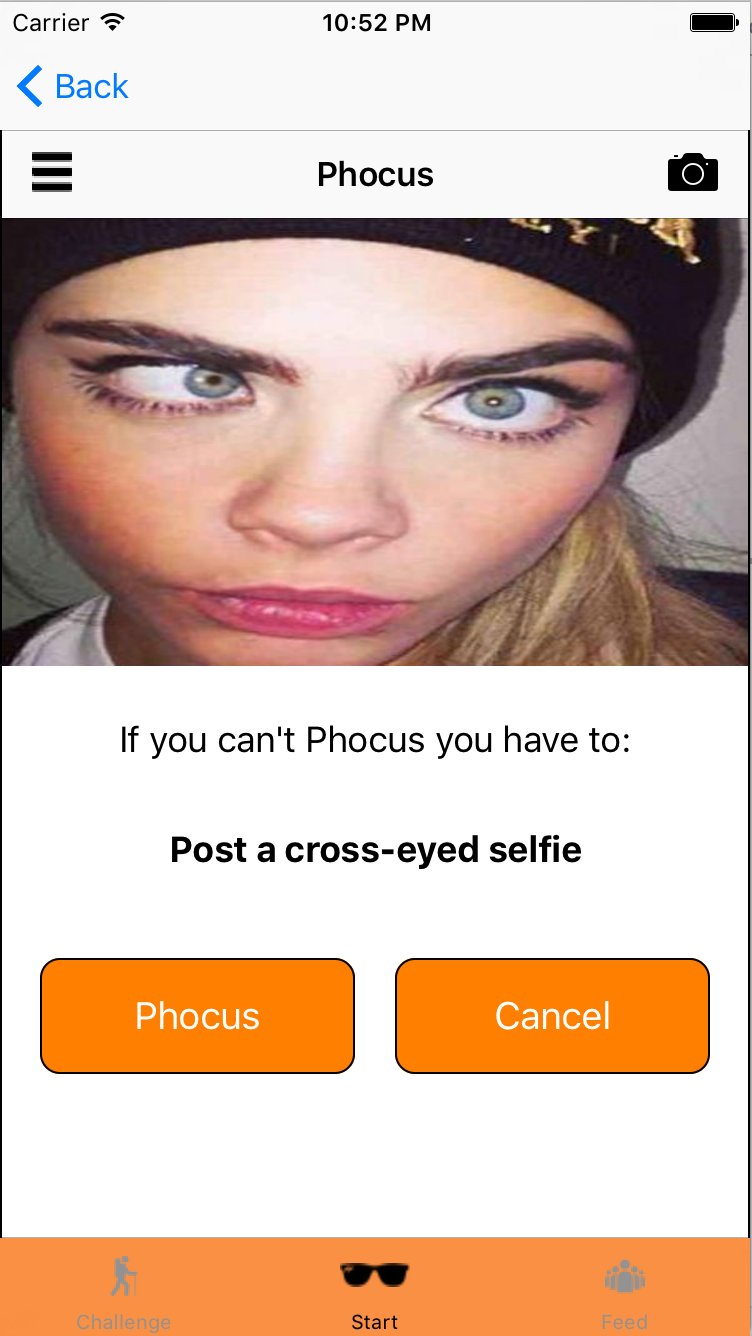 Carrier 10:52 PM
Back
Phocus
If you can't Phocus you have to:
Post a cross-eyed selfie
Phocus Cancel
Challenge Start Feed